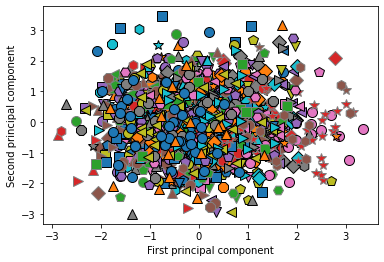 3
2
1
0
−1
−2
−3
Second principal component
−3 −2 −1 0 1 2 3
First principal component